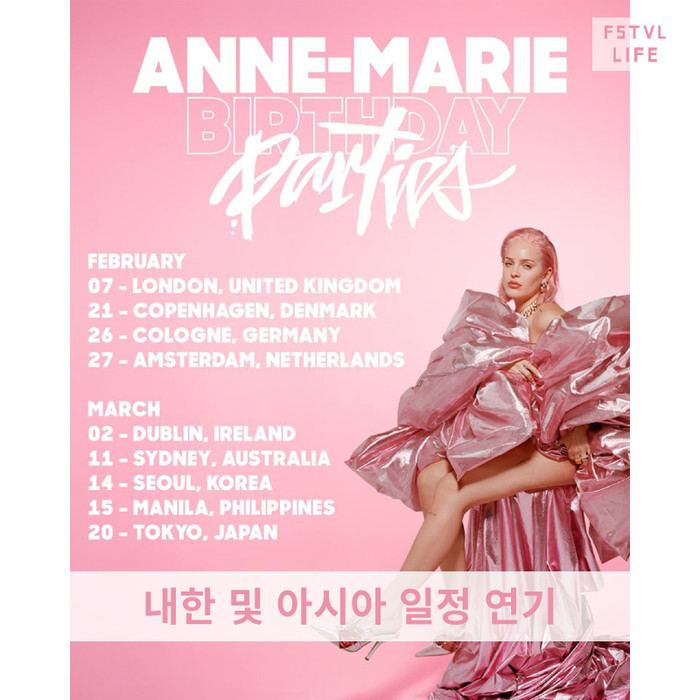 FSTVL
LIFE
ANNE-MARIE
BIRTHDAY
Parties
FEBRUARY
07 - LONDON, UNITED KINGDOM
21 - COPENHAGEN, DENMARK
26 - COLOGNE, GERMANY
27 - AMSTERDAM, NETHERLANDS
MARCH
02 - DUBLIN, IRELAND
11 - SYDNEY, AUSTRALIA
14 - SEOUL, KOREA
15 - MANILA, PHILIPPINES
20 - TOKYO, JAPAN
내한 및 아시아 일정 연기